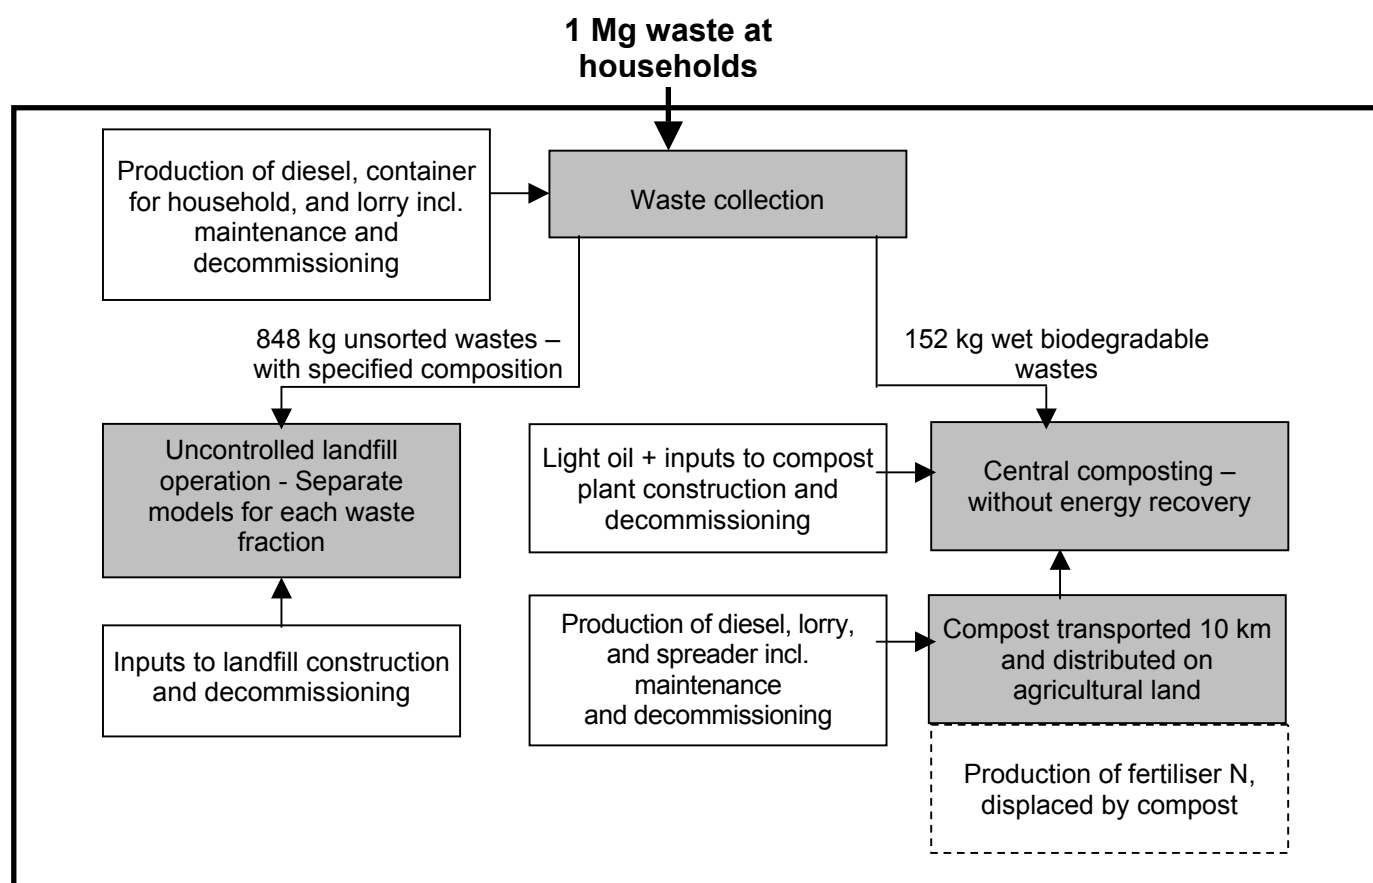 1 Mg waste at
households
Production of diesel, container
for household, and lorry incl.
maintenance and
decommissioning
Waste collection
848 kg unsorted wastes –
with specified composition
152 kg wet biodegradable
wastes
Uncontrolled landfill
operation - Separate
models for each waste
fraction
Light oil + inputs to compost
plant construction and
decommissioning
Central composting –
without energy recovery
Inputs to landfill construction
and decommissioning
Production of diesel, lorry,
and spreader incl.
maintenance
and decommissioning
Compost transported 10 km
and distributed on
agricultural land
Production of fertiliser N,
displaced by compost